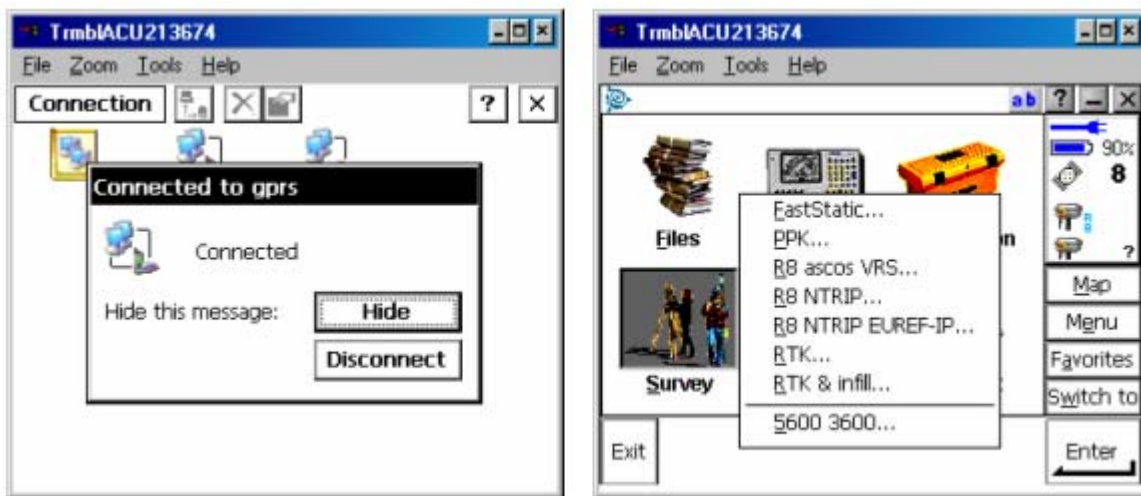 TrmblACU213674
File Zoom Tools Help
Connection ? ×
Connected to gprs
Connected
Hide this message: Hide
Disconnect
TrmblACU213674
File Zoom Tools Help
ab ?
90%
8
Files
?
FastStatic...
PPK...
R8 ascos VRS...
R8 NTRIP...
R8 NTRIP EUREF-IP...
RTK...
RTK & infill...
5600 3600...
Survey
Map
Menu
Favorites
Switch to
Exit
Enter